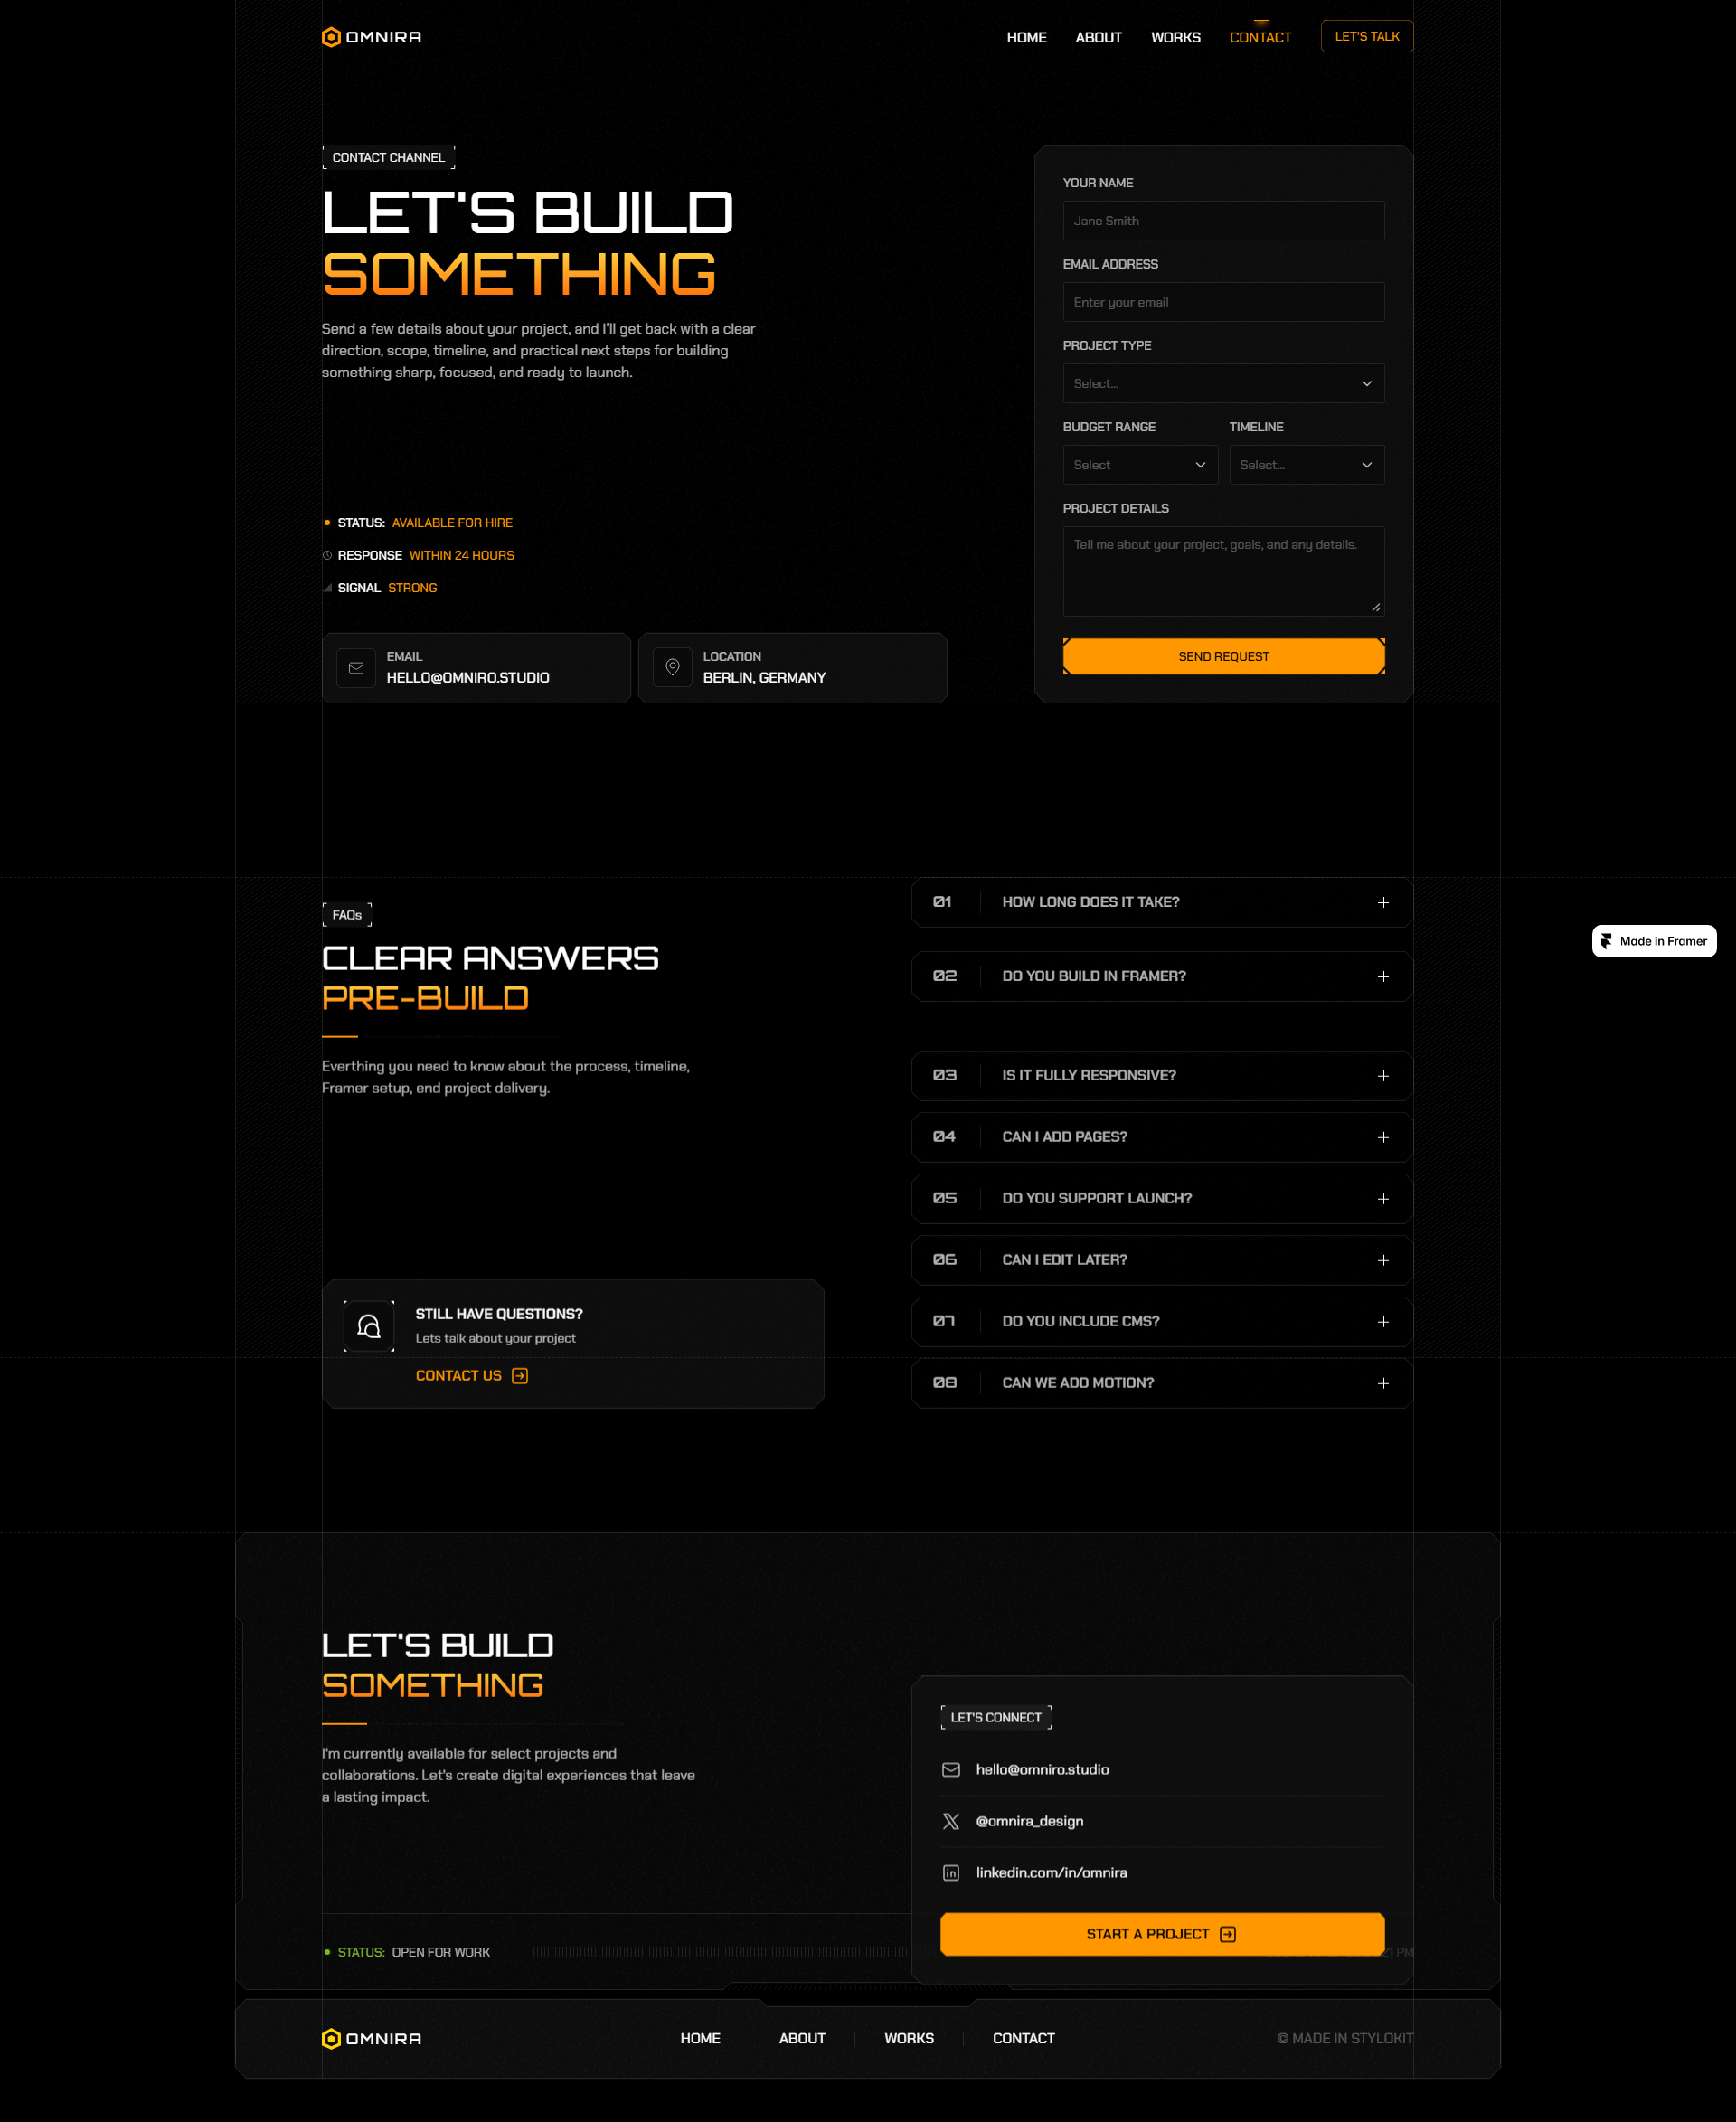 OMNIRA
HOME
ABOUT
WORKS
CONTACT
LET'S TALK
CONTACT CHANNEL
LET'S BUILD
SOMETHING
Send a few details about your project, and I'll get back with a clear
direction, scope, timeline, and practical next steps for building
something sharp, focused, and ready to launch.
STATUS: AVAILABLE FOR HIRE
RESPONSE WITHIN 24 HOURS
SIGNAL STRONG
EMAIL
HELLO@OMNIRO.STUDIO
LOCATION
BERLIN, GERMANY
YOUR NAME
Jane Smith
EMAIL ADDRESS
Enter your email
PROJECT TYPE
Select...
BUDGET RANGE
Select
TIMELINE
Select...
PROJECT DETAILS
Tell me about your project, goals, and any details.
SEND REQUEST
FAQs
CLEAR ANSWERS
PRE-BUILD
Everthing you need to know about the process, timeline,
Framer setup, end project delivery.
STILL HAVE QUESTIONS?
Lets talk about your project
CONTACT US
01 HOW LONG DOES IT TAKE?
02 DO YOU BUILD IN FRAMER?
03 IS IT FULLY RESPONSIVE?
04 CAN I ADD PAGES?
05 DO YOU SUPPORT LAUNCH?
06 CAN I EDIT LATER?
07 DO YOU INCLUDE CMS?
08 CAN WE ADD MOTION?
Made in Framer
LET'S BUILD
SOMETHING
I'm currently available for select projects and
collaborations. Let's create digital experiences that leave
a lasting impact.
LET'S CONNECT
hello@omniro.studio
@omnira_design
linkedin.com/in/omnira
START A PROJECT
STATUS: OPEN FOR WORK
21 PM
OMNIRA
HOME
ABOUT
WORKS
CONTACT
© MADE IN STYLOKIT